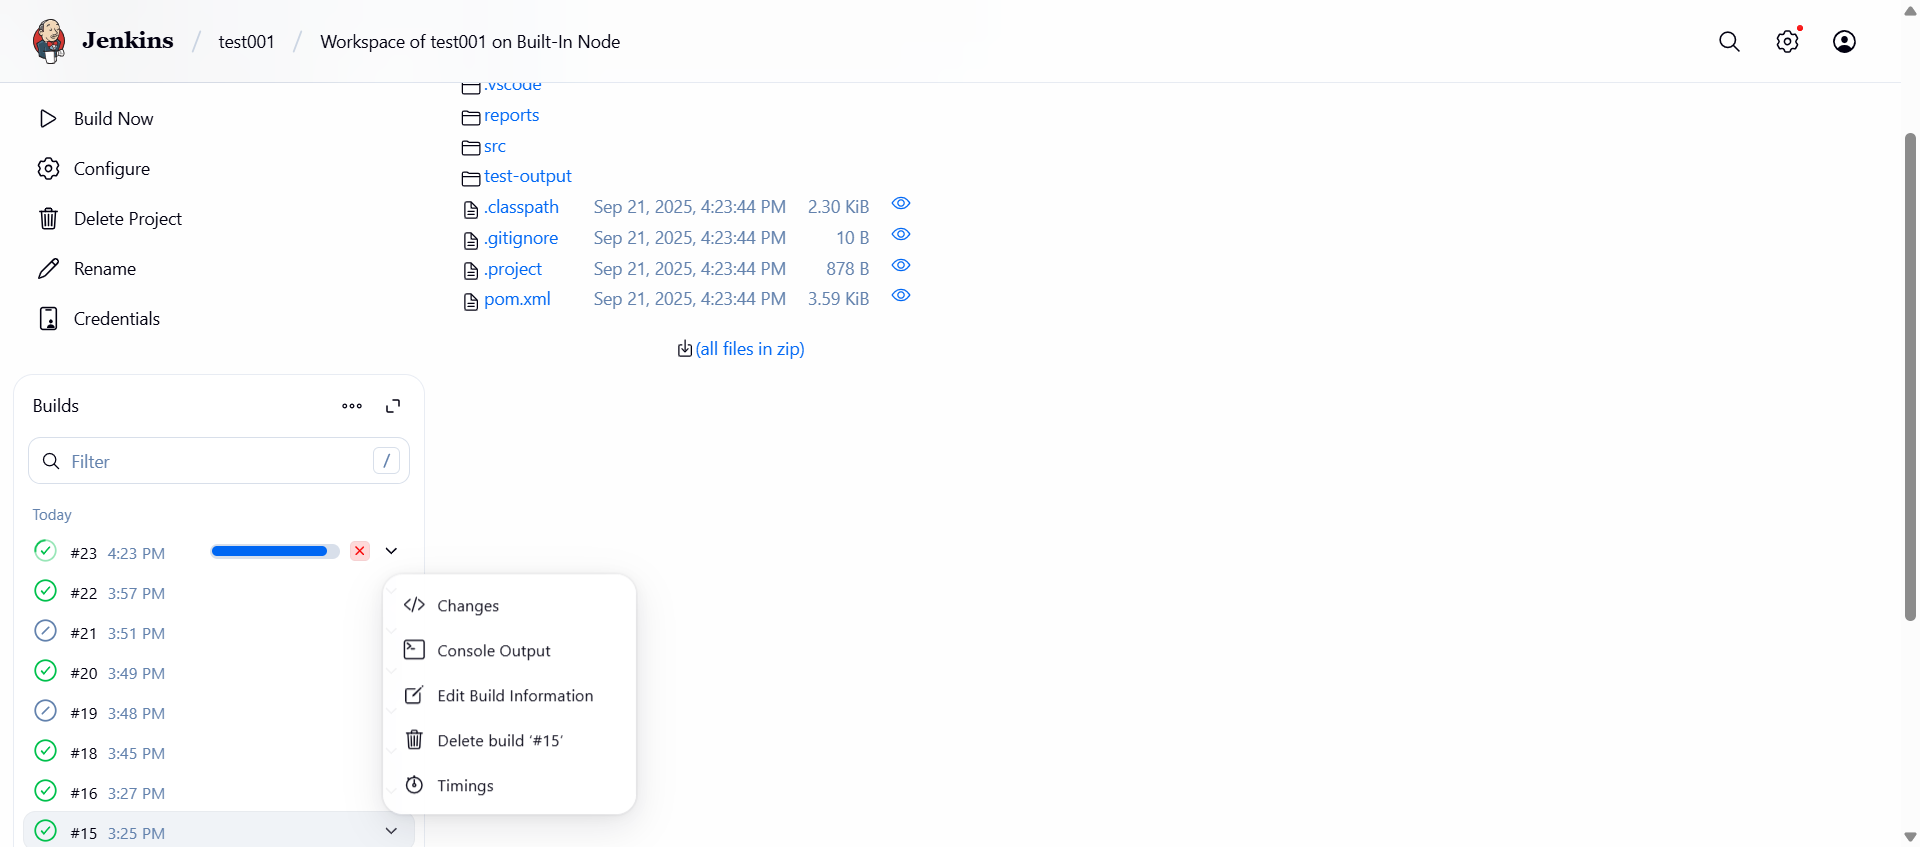 Jenkins / test001 / Workspace of test001 on Built-In Node
Build Now
Configure
Delete Project
Rename
Credentials
.vscode
reports
src
test-output
.classpath Sep 21, 2025, 4:23:44 PM 2.30 KiB
.gitignore Sep 21, 2025, 4:23:44 PM 10 B
.project Sep 21, 2025, 4:23:44 PM 878 B
pom.xml Sep 21, 2025, 4:23:44 PM 3.59 KiB
(all files in zip)
Builds
Filter /
Today
#23 4:23 PM
#22 3:57 PM
#21 3:51 PM
#20 3:49 PM
#19 3:48 PM
#18 3:45 PM
#16 3:27 PM
#15 3:25 PM
Changes
Console Output
Edit Build Information
Delete build ‘#15’
Timings